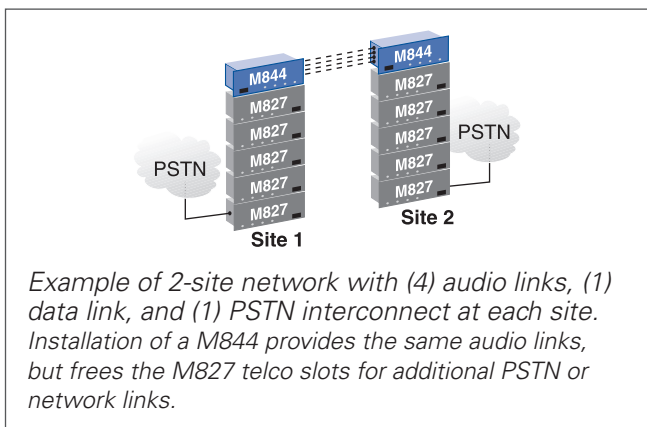 M844
M827
M827
M827
M827
M827
PSTN
Site 1
M844
M827
M827
M827
M827
M827
PSTN
Site 2
Example of 2-site network with (4) audio links, (1)
data link, and (1) PSTN interconnect at each site.
Installation of a M844 provides the same audio links,
but frees the M827 telco slots for additional PSTN or
network links.